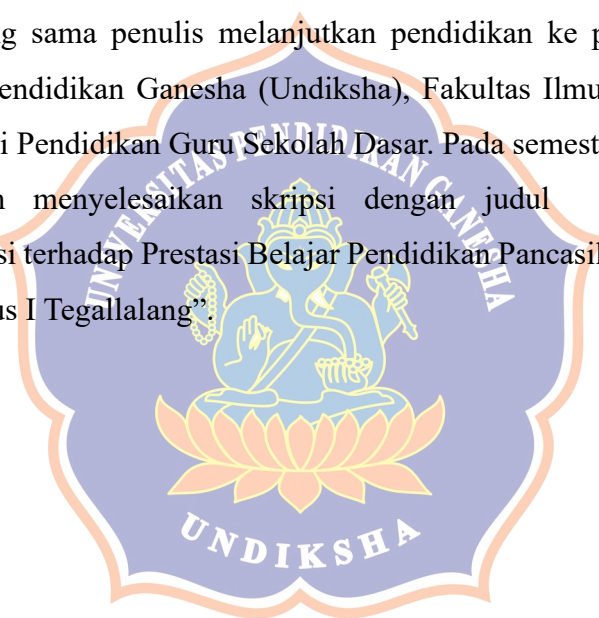 ng sama penulis melanjutkan pendidikan ke p
endidikan Ganesha (Undiksha), Fakultas Ilmu
i Pendidikan Guru Sekolah Dasar. Pada semest
n menyelesaikan skripsi dengan judul
si terhadap Prestasi Belajar Pendidikan Pancasil
us I Tegallalang”.
UNIVERSITAS PENDIDIKAN GANESHA
UNDIKSHA